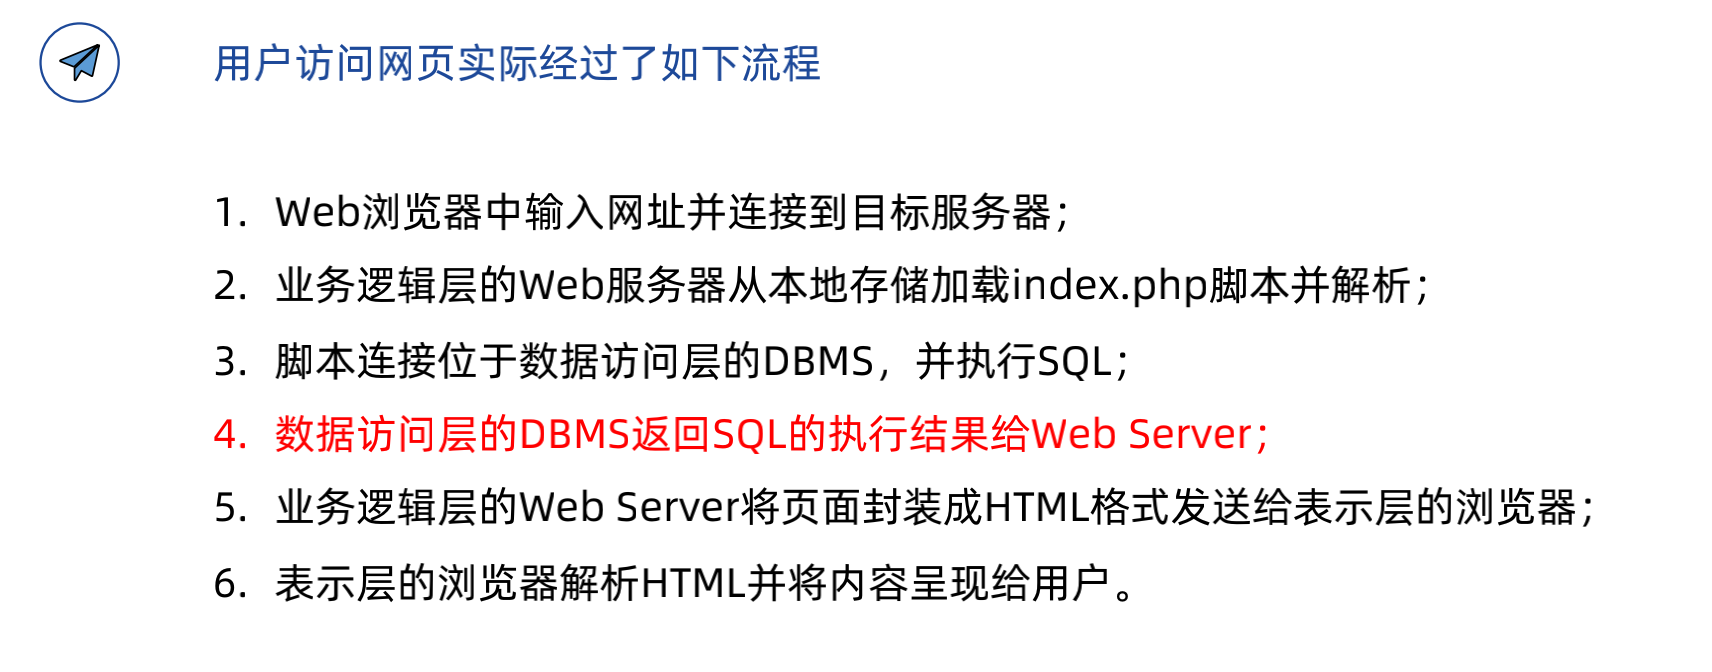 用户访问网页实际经过了如下流程
1. Web浏览器中输入网址并连接到目标服务器；
2. 业务逻辑层的Web服务器从本地存储加载index.php脚本并解析；
3. 脚本连接位于数据访问层的DBMS，并执行SQL；
4. 数据访问层的DBMS返回SQL的执行结果给Web Server；
5. 业务逻辑层的Web Server将页面封装成HTML格式发送给表示层的浏览器；
6. 表示层的浏览器解析HTML并将内容呈现给用户。